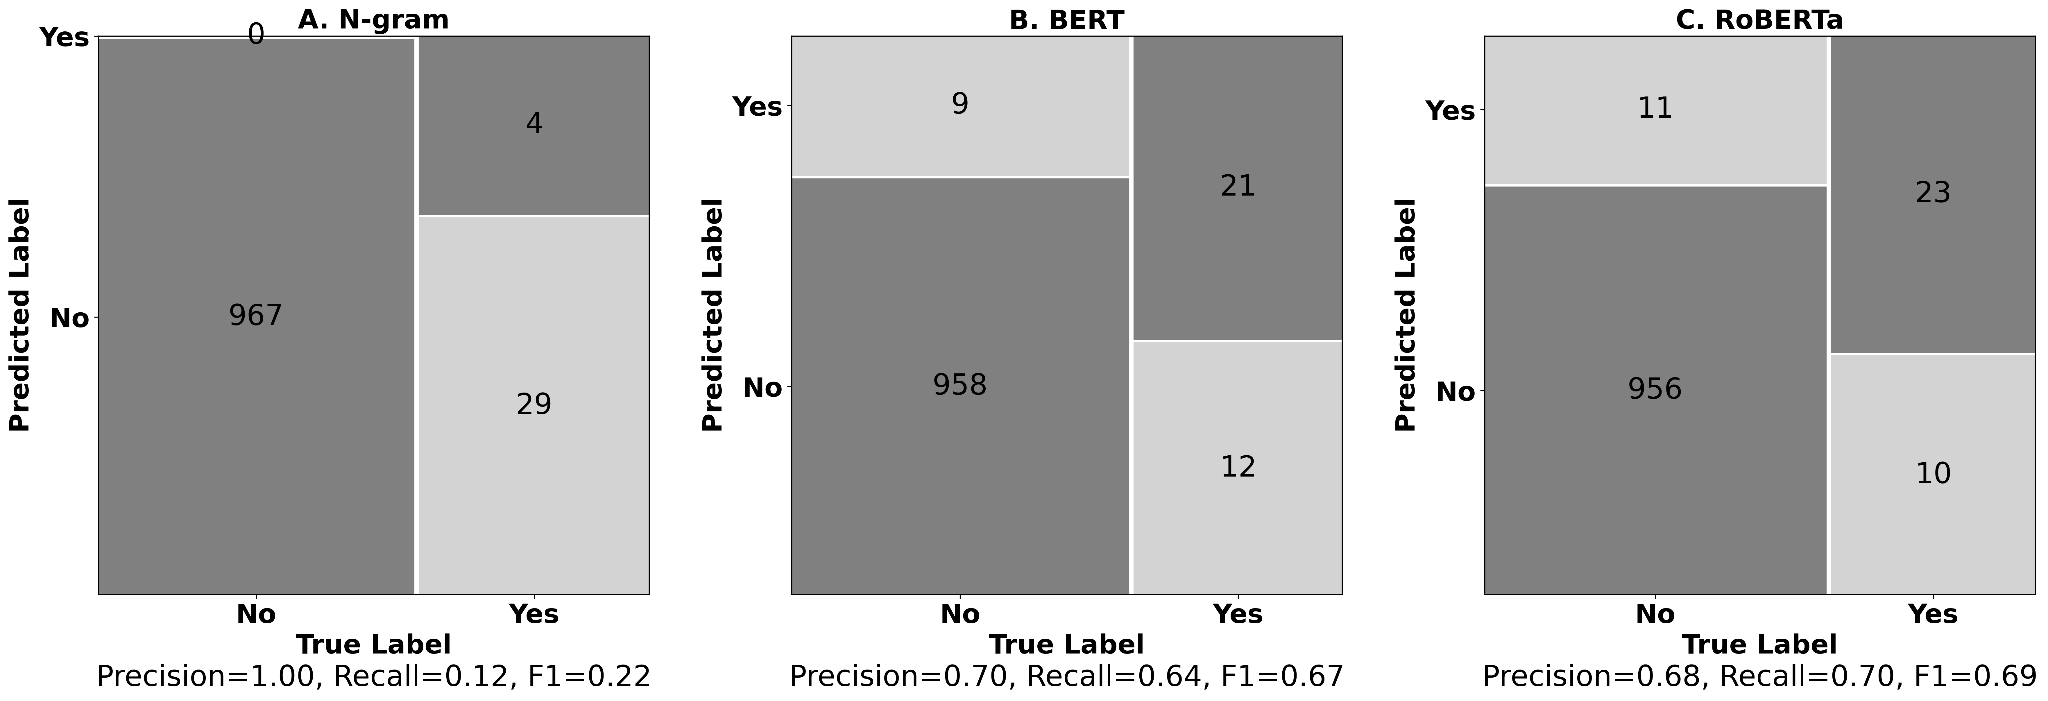 A. N-gram
Yes
0
4
Predicted Label
No
967
29
No
Yes
True Label
Precision=1.00, Recall=0.12, F1=0.22
B. BERT
Yes
9
21
Predicted Label
No
958
12
No
Yes
True Label
Precision=0.70, Recall=0.64, F1=0.67
C. RoBERTa
Yes
11
23
Predicted Label
No
956
10
No
Yes
True Label
Precision=0.68, Recall=0.70, F1=0.69